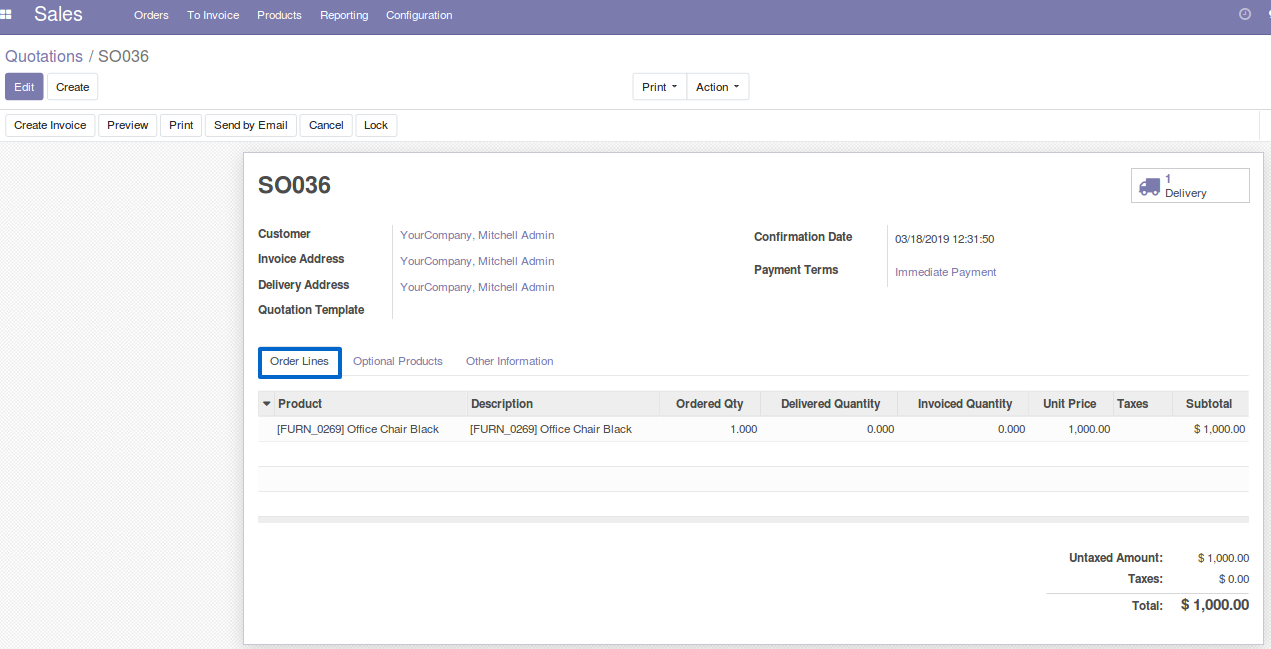 Sales Orders To Invoice Products Reporting Configuration
Quotations / SO036
Edit Create Print Action
Create Invoice Preview Print Send by Email Cancel Lock
SO036
1
Delivery
Customer YourCompany, Mitchell Admin
Invoice Address YourCompany, Mitchell Admin
Delivery Address YourCompany, Mitchell Admin
Quotation Template
Confirmation Date 03/18/2019 12:31:50
Payment Terms Immediate Payment
Order Lines Optional Products Other Information
Product Description Ordered Qty Delivered Quantity Invoiced Quantity Unit Price Taxes Subtotal
[FURN_0269] Office Chair Black [FURN_0269] Office Chair Black 1.000 0.000 0.000 1,000.00 $ 1,000.00
Untaxed Amount: $ 1,000.00
Taxes: $ 0.00
Total: $ 1,000.00